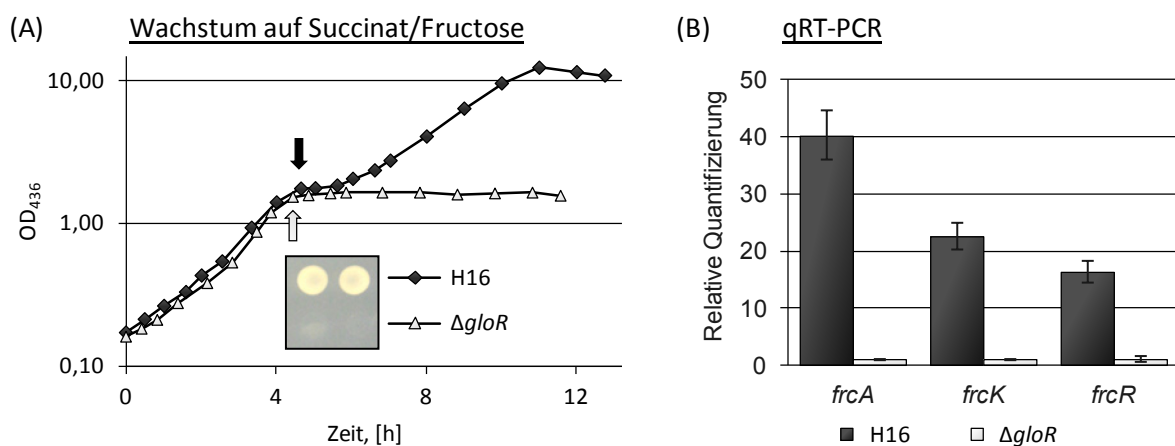 (A) Wachstum auf Succinat/Fructose
10,00
1,00
0,10
OD436
0 4 8 12
Zeit, [h]
H16
ΔgloR
(B) qRT-PCR
50
40
30
20
10
0
Relative Quantifizierung
frcA frcK frcR
H16 ΔgloR